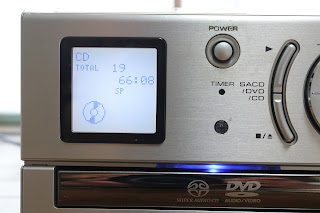 CD
TOTAL 19
66:08
SP
POWER
TIMER
SACD
/DVD
/CD
SUPER AUDIO CD
DVD
AUDIO/VIDEO